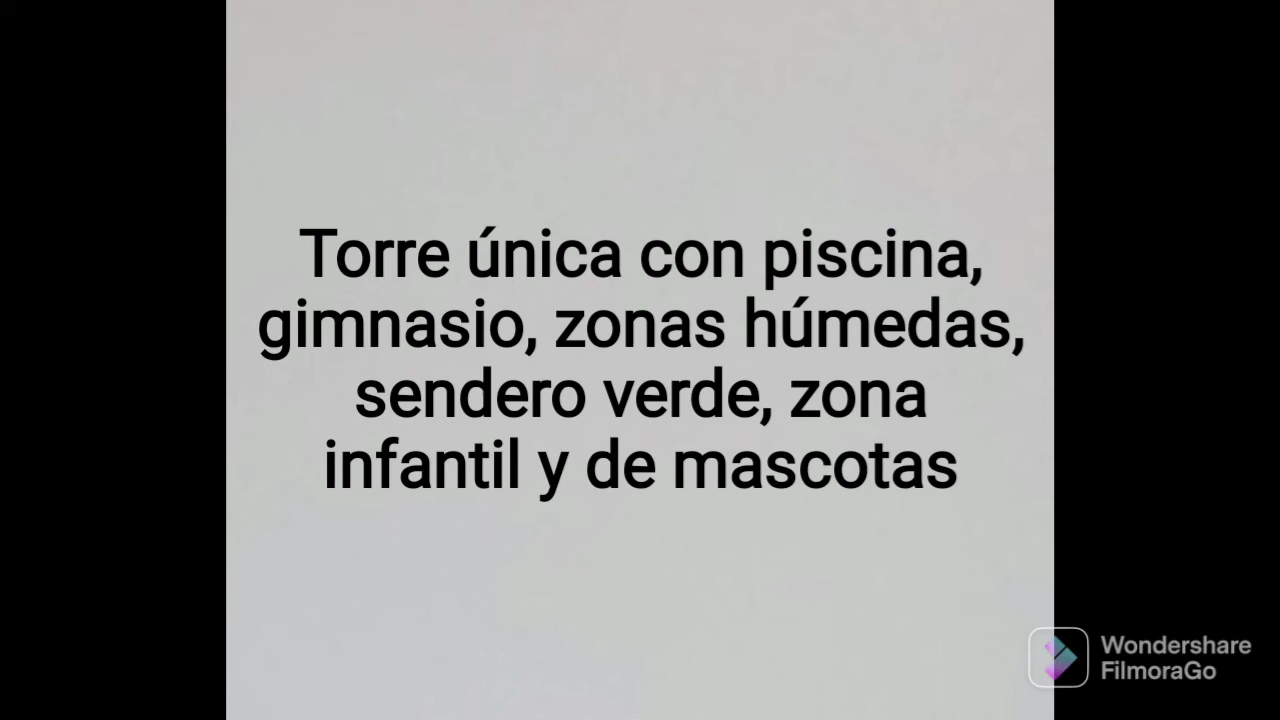 Torre única con piscina,
gimnasio, zonas húmedas,
sendero verde, zona
infantil y de mascotas
Wondershare
FilmoraGo